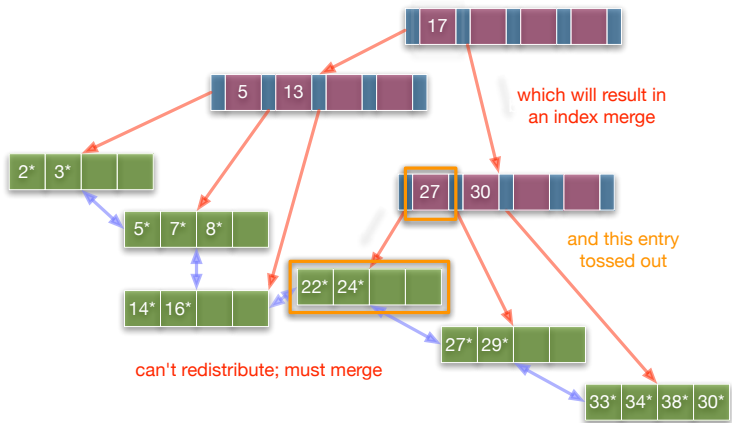 17
5 13
which will result in
an index merge
2* 3*
27 30
5* 7* 8*
and this entry
tossed out
22* 24*
14* 16*
27* 29*
can't redistribute; must merge
33* 34* 38* 30*